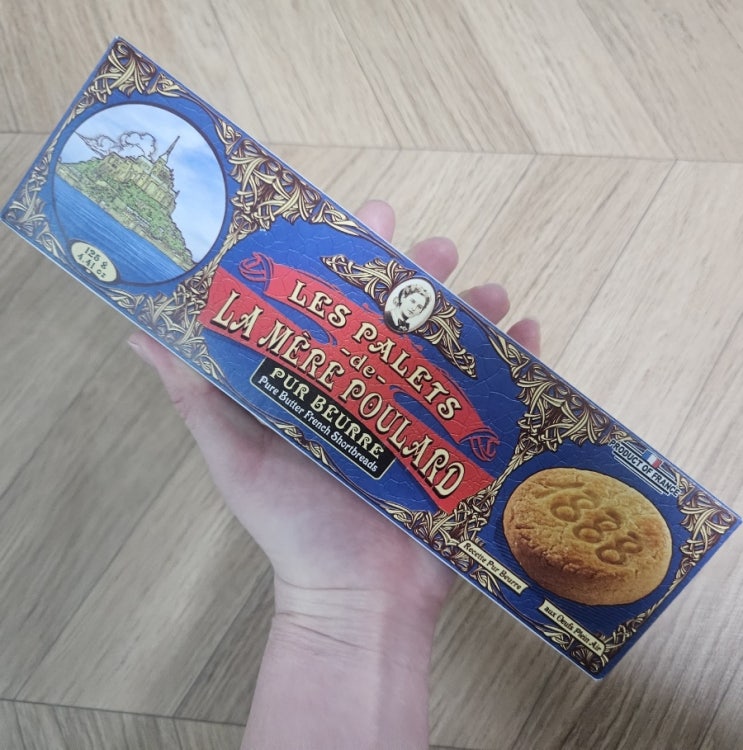 125 g
4.41 oz
LES PALETS
-de-
LA MÈRE POULARD
PUR BEURRE
Pure Butter French Shortbreads
PRODUCT OF FRANCE
1888
Recette Pur Beurre
aux Oeufs Plein Air